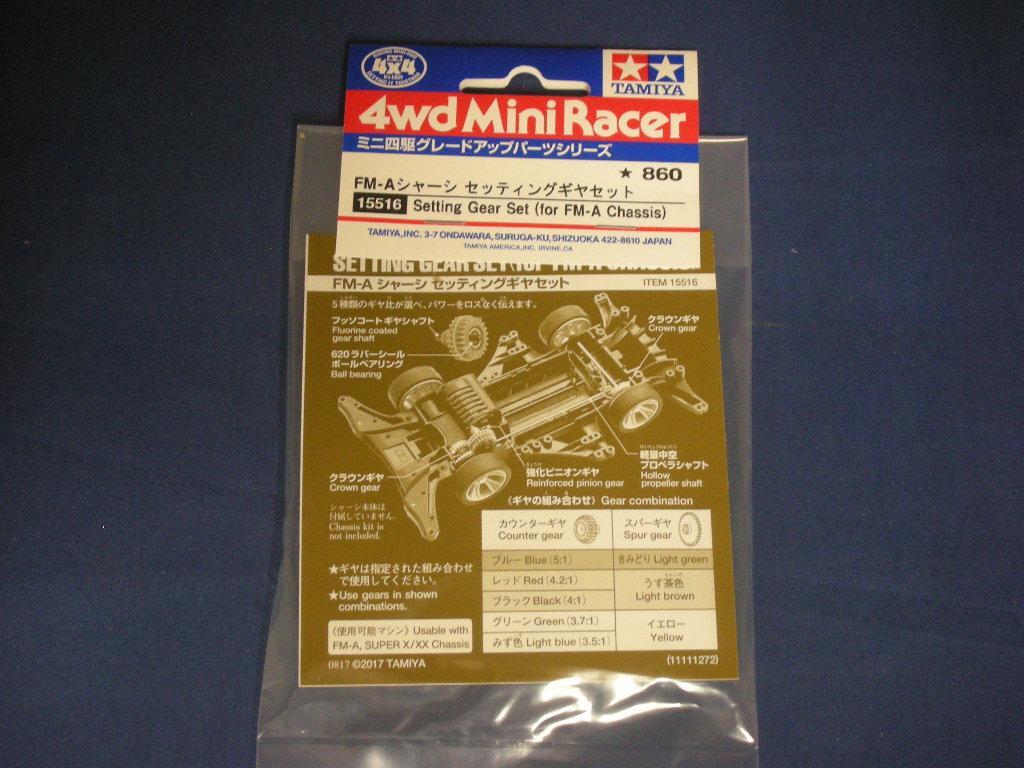 4x4
TAMIYA
4wd Mini Racer
ミニ四駆グレードアップパーツシリーズ
★ 860
FM-Aシャーシ セッティングギヤセット
15516 Setting Gear Set (for FM-A Chassis)
TAMIYA, INC. 3-7 ONDAWARA, SURUGA-KU, SHIZUOKA 422-8610 JAPAN
TAMIYA AMERICA, INC. IRVINE, CA
SETTING GEAR SET (for FM-A CHASSIS)
FM-A シャーシ セッティングギヤセット ITEM 15516
5種類のギヤ比が選べ、パワーをロスなく伝えます。
フッソコートギヤシャフト
Fluorine coated
gear shaft
620ラバーシール
ボールベアリング
Ball bearing
クラウンギヤ
Crown gear
軽量中空
プロペラシャフト
Hollow
propeller shaft
強化ピニオンギヤ
Reinforced pinion gear
クラウンギヤ
Crown gear
シャーシ本体は
付属していません。
Chassis kit is
not included.
《ギヤの組み合わせ》 Gear combination
カウンターギヤ
Counter gear
スパーギヤ
Spur gear
ブルー Blue (5:1)
きみどり Light green
レッド Red (4.2:1)
ブラック Black (4:1)
うす茶色
Light brown
グリーン Green (3.7:1)
みず色 Light blue (3.5:1)
イエロー
Yellow
★ギヤは指定された組み合わせ
で使用してください。
★Use gears in shown
combinations.
《使用可能マシン》 Usable with
FM-A, SUPER X/XX Chassis
0817 ©2017 TAMIYA
(11111272)